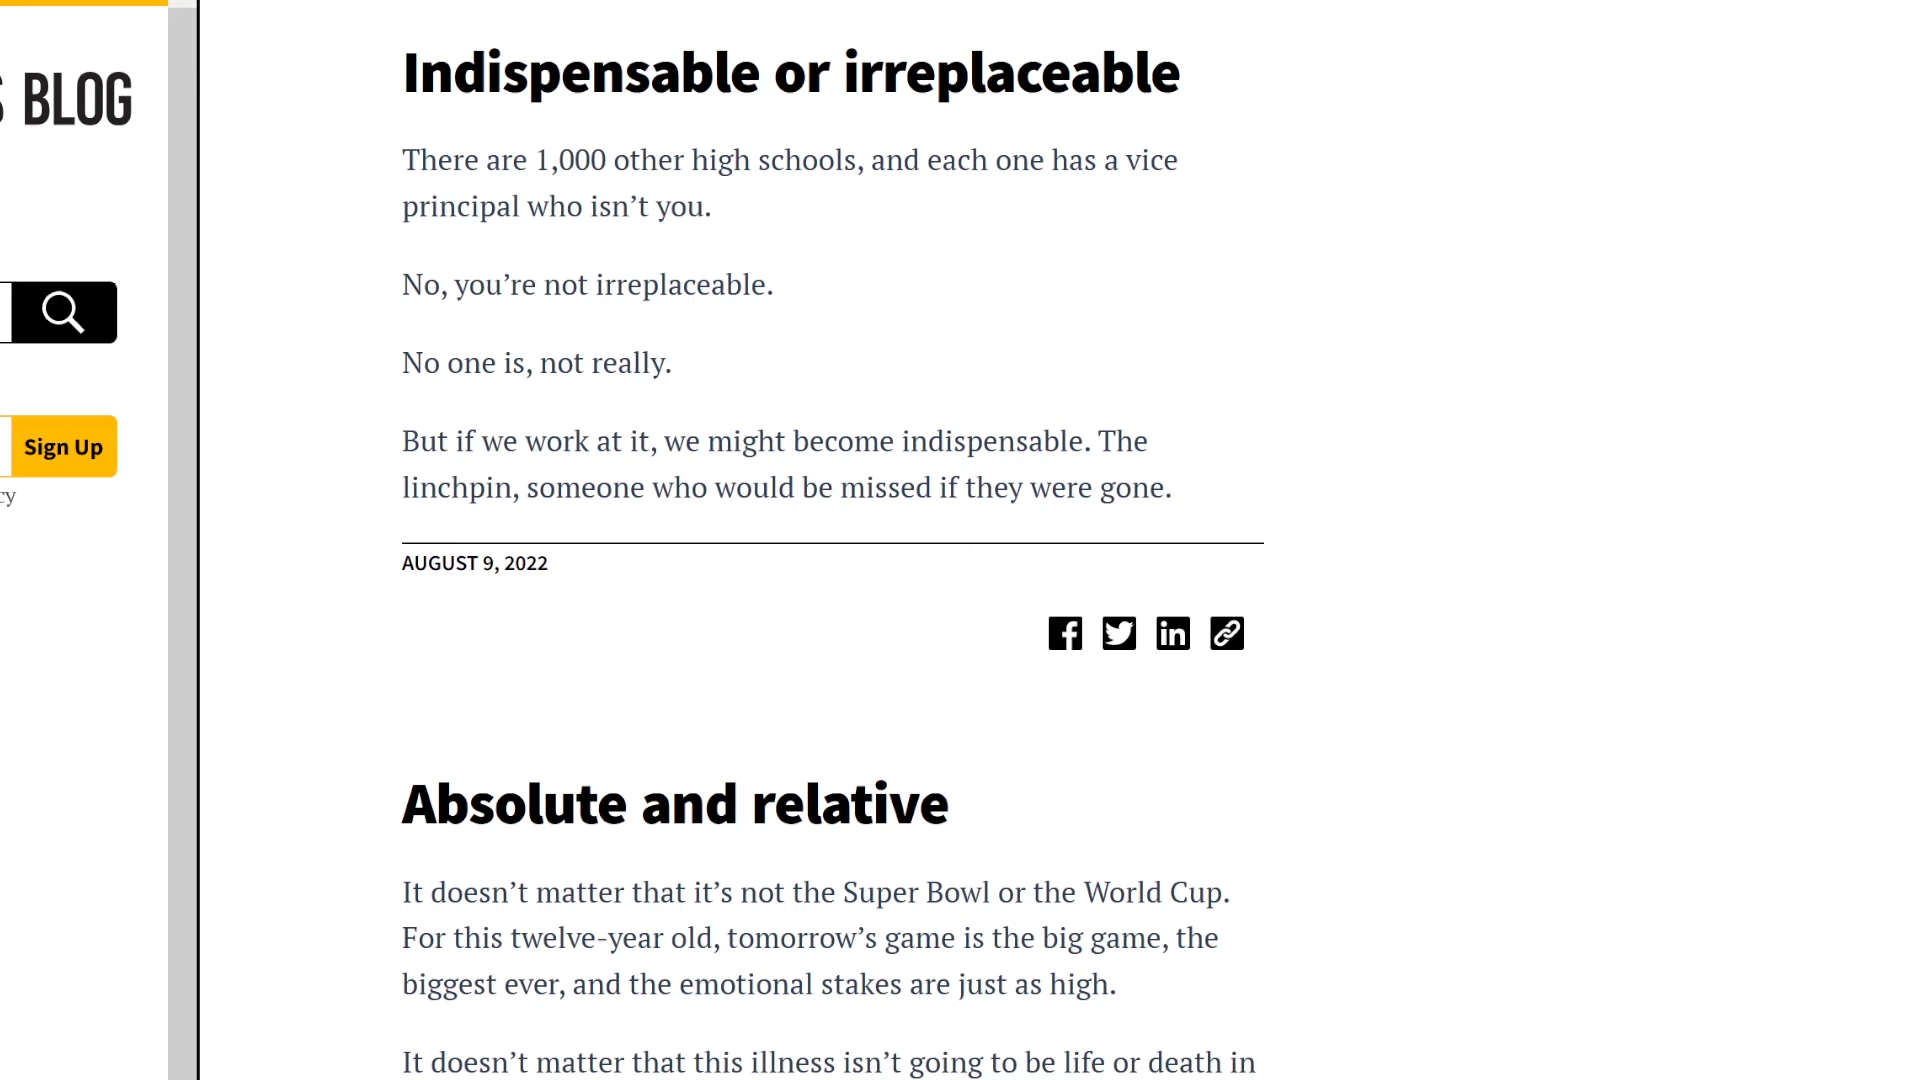 BLOG
Sign Up
cy
Indispensable or irreplaceable
There are 1,000 other high schools, and each one has a vice
principal who isn’t you.
No, you’re not irreplaceable.
No one is, not really.
But if we work at it, we might become indispensable. The
linchpin, someone who would be missed if they were gone.
AUGUST 9, 2022
Absolute and relative
It doesn’t matter that it’s not the Super Bowl or the World Cup.
For this twelve-year old, tomorrow’s game is the big game, the
biggest ever, and the emotional stakes are just as high.
It doesn’t matter that this illness isn’t going to be life or death in